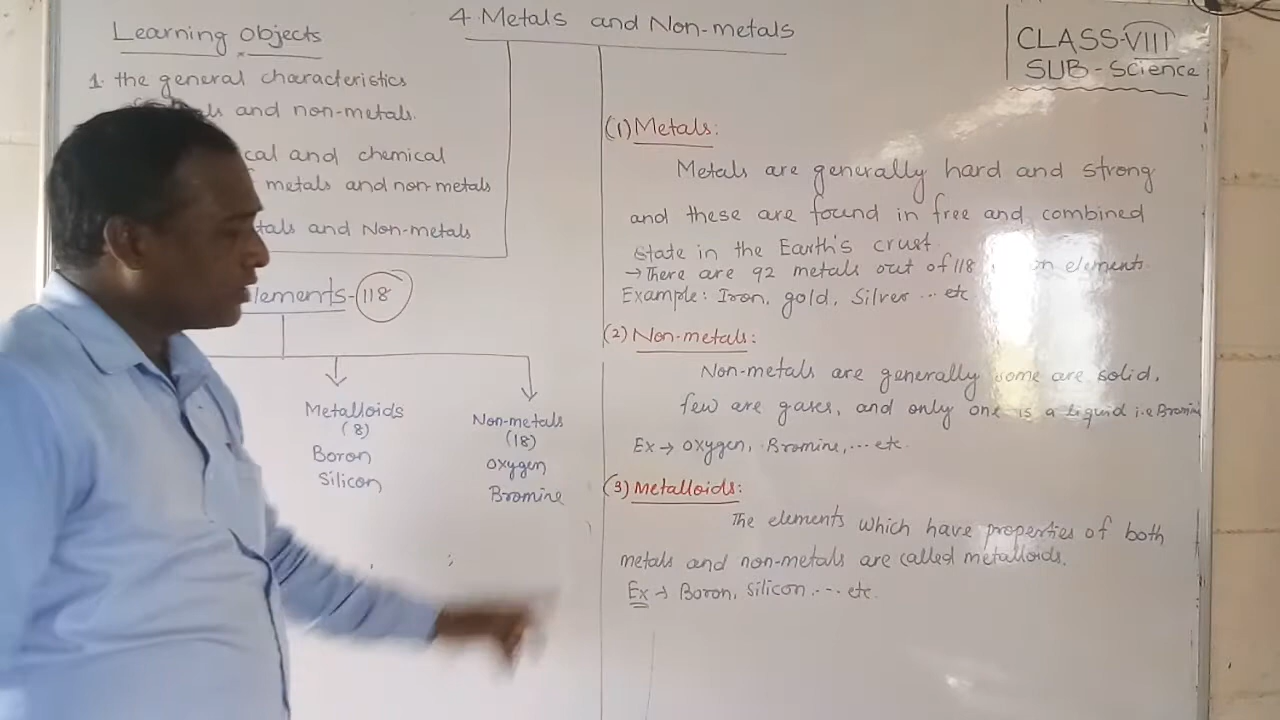 4. Metals and Non-metals
CLASS-VIII
SUB-Science
Learning objects
1. the general characteristics
and non-metals.
cal and chemical
metals and non-metals
tals and Non-metals
lements-118
Metalloids
(8)
Boron
Silicon
Non-metals
(18)
Oxygen
Bromine
(1) Metals:
Metals are generally hard and strong
and these are found in free and combined
state in the Earth's crust.
→There are 92 metals out of 118 elements.
Example: Iron, gold, Silver ... etc
(2) Non-metals:
Non-metals are generally some are solid,
few are gases, and only one is a liquid i.e Bromine
Ex → Oxygen, Bromine, ... etc.
(3) Metalloids:
The elements which have properties of both
metals and non-metals are called metalloids.
Ex → Boron, Silicon ... etc.